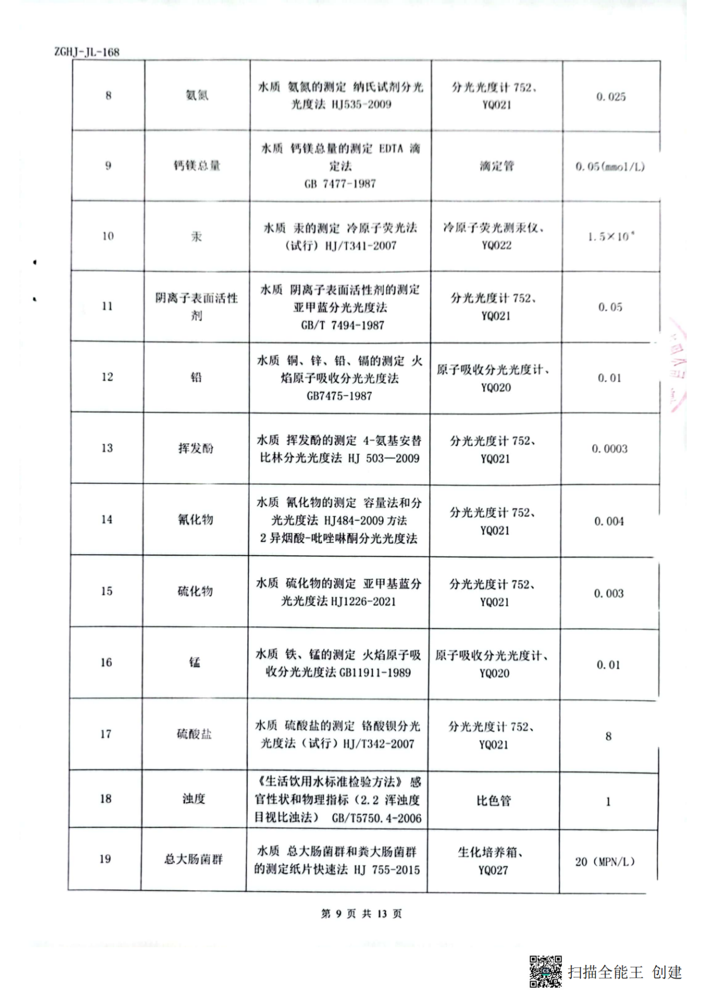 ZGHJ-JL-168
8
氨氮
水质 氨氮的测定 纳氏试剂分光
光度法 HJ535-2009
分光光度计 752、
YQ021
0.025
9
钙镁总量
水质 钙镁总量的测定 EDTA 滴
定法
GB 7477-1987
滴定管
0.05(mmol/L)
10
汞
水质 汞的测定 冷原子荧光法
(试行) HJ/T341-2007
冷原子荧光测汞仪、
YQ022
11
阴离子表面活性
剂
水质 阴离子表面活性剂的测定
亚甲蓝分光光度法
GB/T 7494-1987
分光光度计 752、
YQ021
0.05
12
铅
水质 铜、锌、铅、镉的测定 火
焰原子吸收分光光度法
GB7475-1987
原子吸收分光光度计、
YQ020
0.01
13
挥发酚
水质 挥发酚的测定 4-氨基安替
比林分光光度法 HJ 503—2009
分光光度计 752、
YQ021
0.0003
14
氰化物
水质 氰化物的测定 容量法和分
光光度法 HJ484-2009 方法
2 异烟酸-吡唑啉酮分光光度法
分光光度计 752、
YQ021
0.004
15
硫化物
水质 硫化物的测定 亚甲基蓝分
光光度法 HJ1226-2021
分光光度计 752、
YQ021
0.003
16
锰
水质 铁、锰的测定 火焰原子吸
收分光光度法 GB11911-1989
原子吸收分光光度计、
YQ020
0.01
17
硫酸盐
水质 硫酸盐的测定 铬酸钡分光
光度法（试行）HJ/T342-2007
分光光度计 752、
YQ021
8
18
浊度
《生活饮用水标准检验方法》 感
官性状和物理指标（2.2 浑浊度
目视比浊法） GB/T5750.4-2006
比色管
1
19
总大肠菌群
水质 总大肠菌群和粪大肠菌群
的测定纸片快速法 HJ 755-2015
生化培养箱、
YQ027
20（MPN/L）
第 9 页 共 13 页
扫描全能王 创建